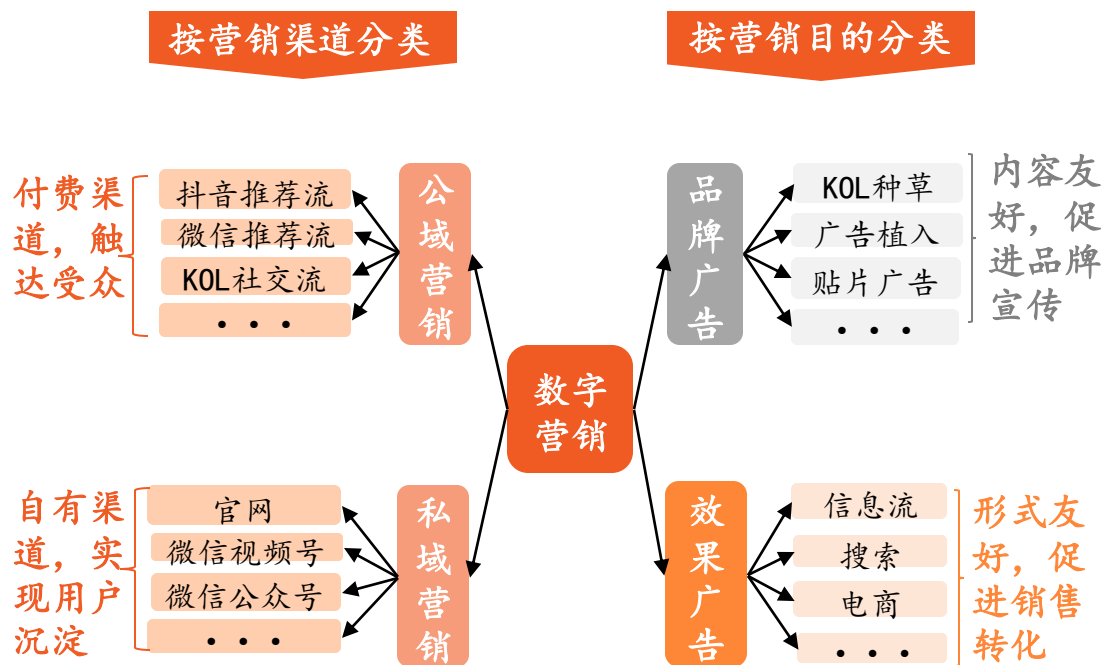 按营销渠道分类
按营销目的分类
付费渠
道，触
达受众
抖音推荐流
微信推荐流
KOL社交流
...
公
域
营
销
品
牌
广
告
KOL种草
广告植入
贴片广告
...
内容友
好，促
进品牌
宣传
数字
营销
自有渠
道，实
现用户
沉淀
官网
微信视频号
微信公众号
...
私
域
营
销
效
果
广
告
信息流
搜索
电商
...
形式友
好，促
进销售
转化